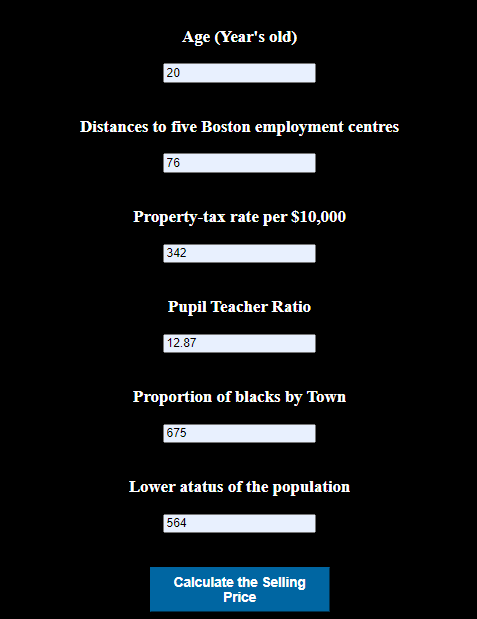 Age (Year's old)
20
Distances to five Boston employment centres
76
Property-tax rate per $10,000
342
Pupil Teacher Ratio
12.87
Proportion of blacks by Town
675
Lower atatus of the population
564
Calculate the Selling
Price